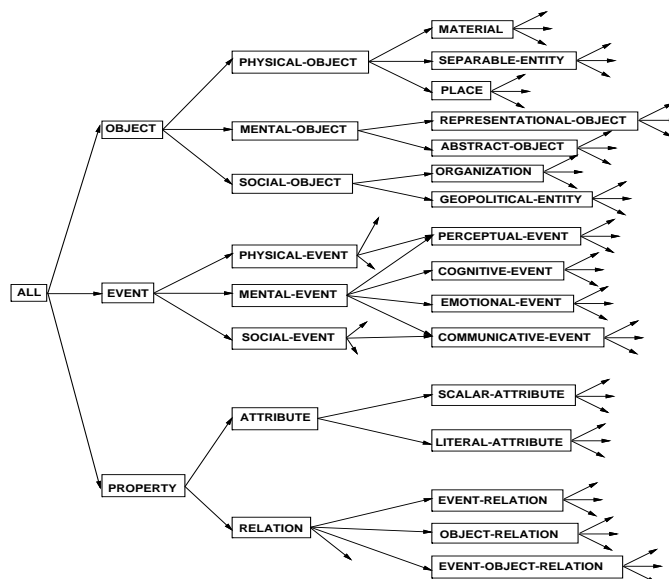 MATERIAL
PHYSICAL-OBJECT
SEPARABLE-ENTITY
PLACE
OBJECT
MENTAL-OBJECT
REPRESENTATIONAL-OBJECT
ABSTRACT-OBJECT
SOCIAL-OBJECT
ORGANIZATION
GEOPOLITICAL-ENTITY
PHYSICAL-EVENT
PERCEPTUAL-EVENT
ALL
EVENT
MENTAL-EVENT
COGNITIVE-EVENT
EMOTIONAL-EVENT
SOCIAL-EVENT
COMMUNICATIVE-EVENT
SCALAR-ATTRIBUTE
ATTRIBUTE
LITERAL-ATTRIBUTE
PROPERTY
EVENT-RELATION
RELATION
OBJECT-RELATION
EVENT-OBJECT-RELATION